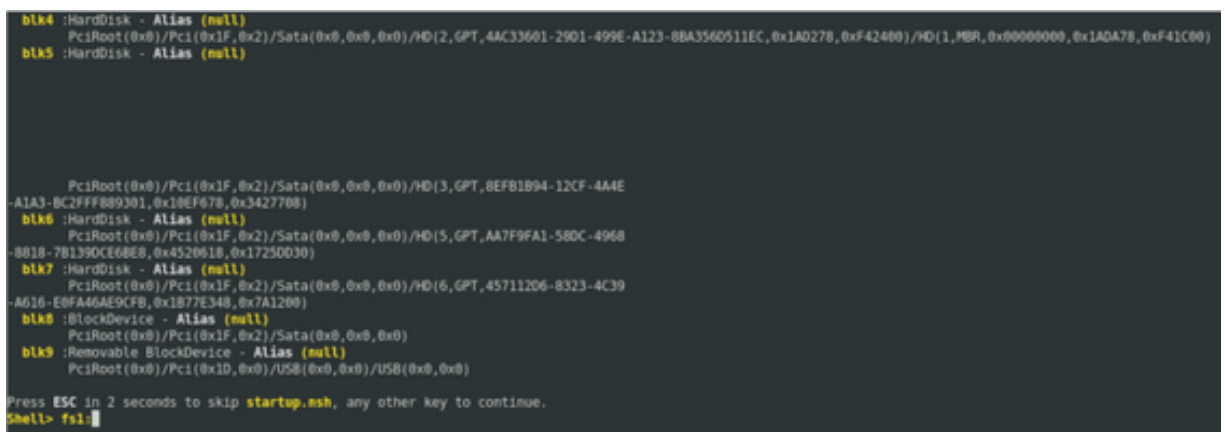 blk4 :HardDisk - Alias (null)
PciRoot(0x0)/Pci(0x1F,0x2)/Sata(0x0,0x0,0x0)/HD(2,GPT,4AC33601-29D1-499E-A123-8BA356D511EC,0x1AD278,0xF42400)/HD(1,MBR,0x00000000,0x1ADA78,0xF41C00)
blk5 :HardDisk - Alias (null)
PciRoot(0x0)/Pci(0x1F,0x2)/Sata(0x0,0x0,0x0)/HD(3,GPT,8EFB1B94-12CF-4A4E
-A1A3-BC2FFFB89301,0x10EF678,0x3427708)
blk6 :HardDisk - Alias (null)
PciRoot(0x0)/Pci(0x1F,0x2)/Sata(0x0,0x0,0x0)/HD(5,GPT,AA7F9FA1-58DC-4968
-8818-7B139DCE6BE8,0x4520618,0x1725DD30)
blk7 :HardDisk - Alias (null)
PciRoot(0x0)/Pci(0x1F,0x2)/Sata(0x0,0x0,0x0)/HD(6,GPT,457112D6-8323-4C39
-A616-E0FA46AE9CFB,0x1B77E348,0x7A1200)
blk8 :BlockDevice - Alias (null)
PciRoot(0x0)/Pci(0x1F,0x2)/Sata(0x0,0x0,0x0)
blk9 :Removable BlockDevice - Alias (null)
PciRoot(0x0)/Pci(0x1D,0x0)/USB(0x0,0x0)/USB(0x0,0x0)
Press ESC in 2 seconds to skip startup.nsh, any other key to continue.
Shell> fs1: